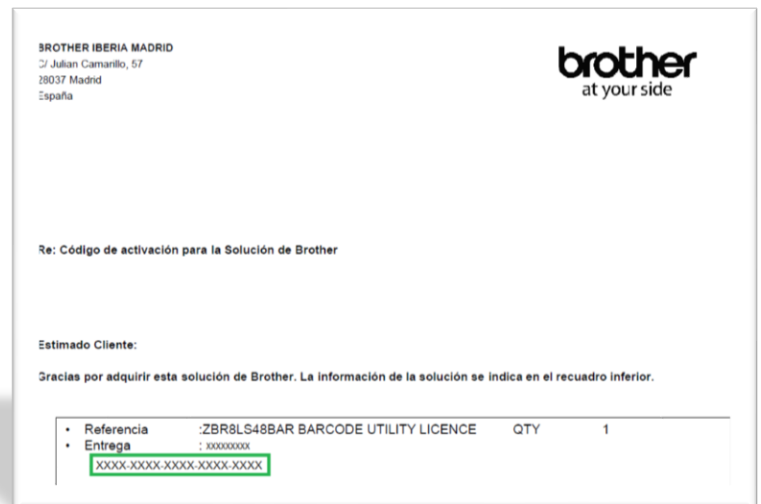 BROTHER IBERIA MADRID
C/ Julian Camarillo, 57
28037 Madrid
España
brother
at your side
Re: Código de activación para la Solución de Brother
Estimado Cliente:
Gracias por adquirir esta solución de Brother. La información de la solución se indica en el recuadro inferior.
• Referencia :ZBR8LS48BAR BARCODE UTILITY LICENCE QTY 1
• Entrega : xxxxxxxxx
XXXX-XXXX-XXXX-XXXX-XXXX